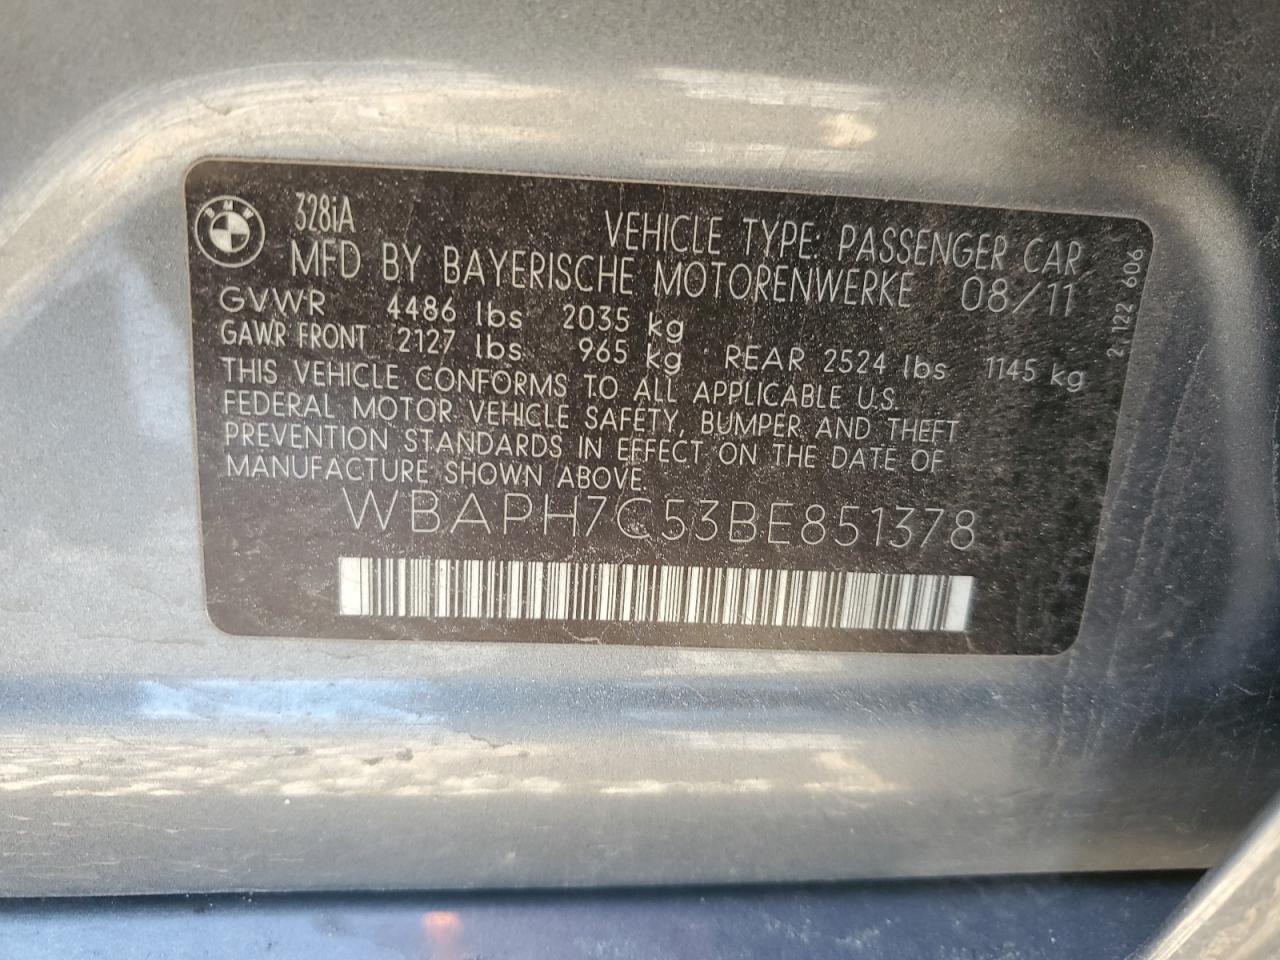 BMW
328iA
VEHICLE TYPE: PASSENGER CAR
MFD BY BAYERISCHE MOTORENWERKE 08/11
GVWR 4486 lbs 2035 kg
GAWR FRONT 2127 lbs 965 kg REAR 2524 lbs 1145 kg
THIS VEHICLE CONFORMS TO ALL APPLICABLE U.S.
FEDERAL MOTOR VEHICLE SAFETY, BUMPER AND THEFT
PREVENTION STANDARDS IN EFFECT ON THE DATE OF
MANUFACTURE SHOWN ABOVE.
WBAPH7C53BE851378
2 122 606